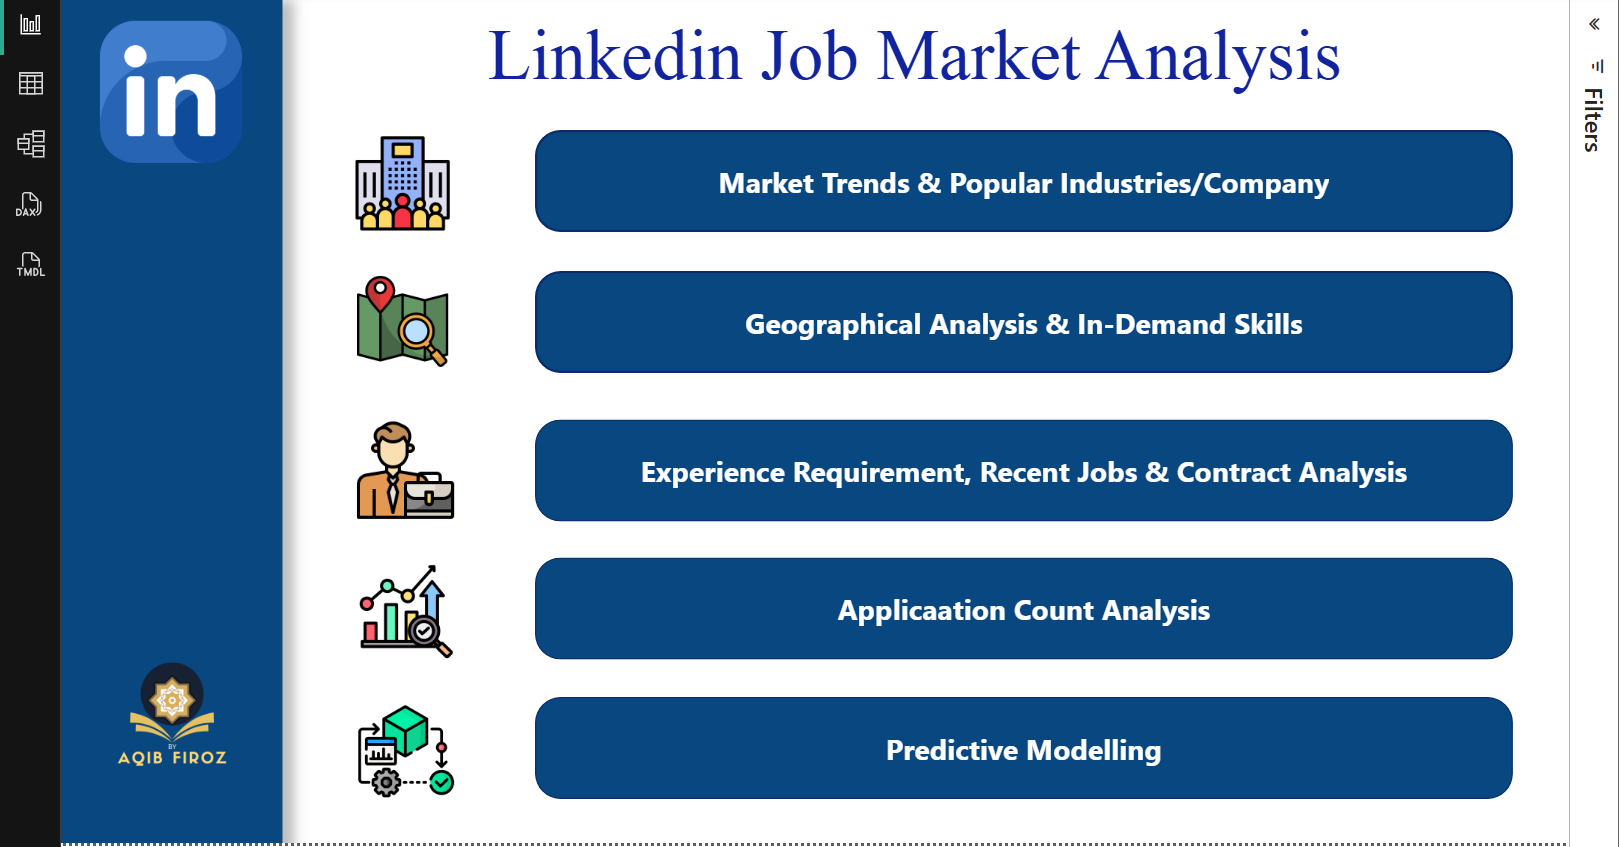 in
Linkedin Job Market Analysis
Filters
DAX
TMDL
Market Trends & Popular Industries/Company
Geographical Analysis & In-Demand Skills
Experience Requirement, Recent Jobs & Contract Analysis
Applicaation Count Analysis
Predictive Modelling
BY
AQIB FIROZ